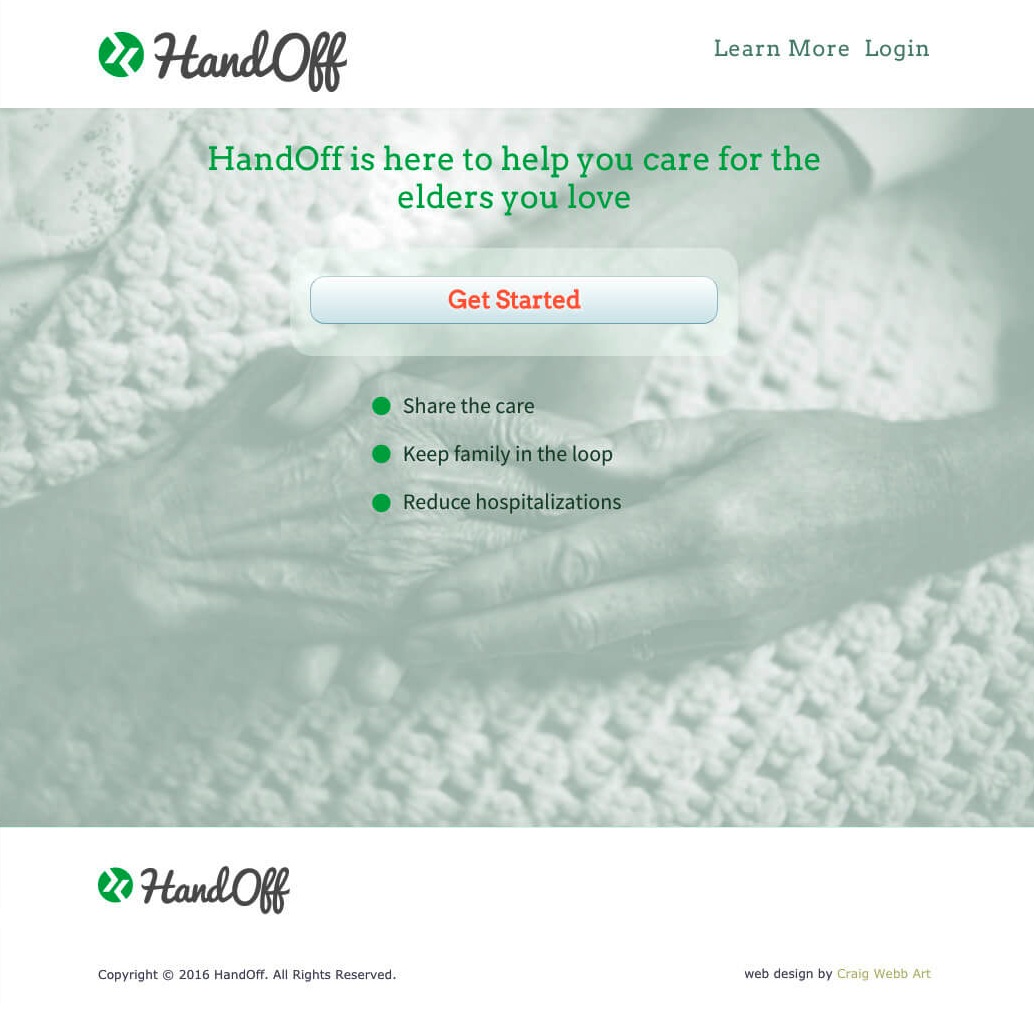 HandOff
Learn More Login
HandOff is here to help you care for the
elders you love
Get Started
Share the care
Keep family in the loop
Reduce hospitalizations
HandOff
Copyright © 2016 HandOff. All Rights Reserved.
web design by Craig Webb Art